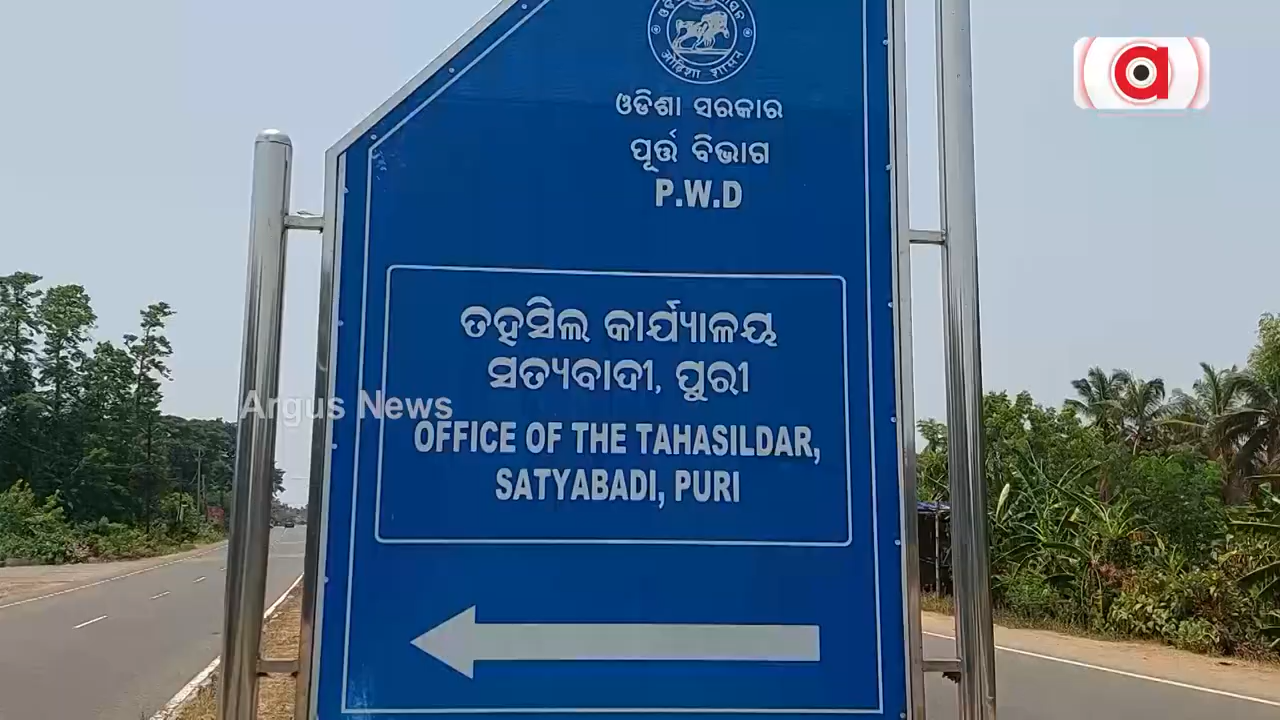 ଓଡିଶା ସରକାର
ପୂର୍ତ୍ତ ବିଭାଗ
P.W.D
ତହସିଲ କାର୍ଯ୍ୟାଳୟ
ସତ୍ୟବାଦୀ, ପୁରୀ
Argus News
OFFICE OF THE TAHASILDAR,
SATYABADI, PURI